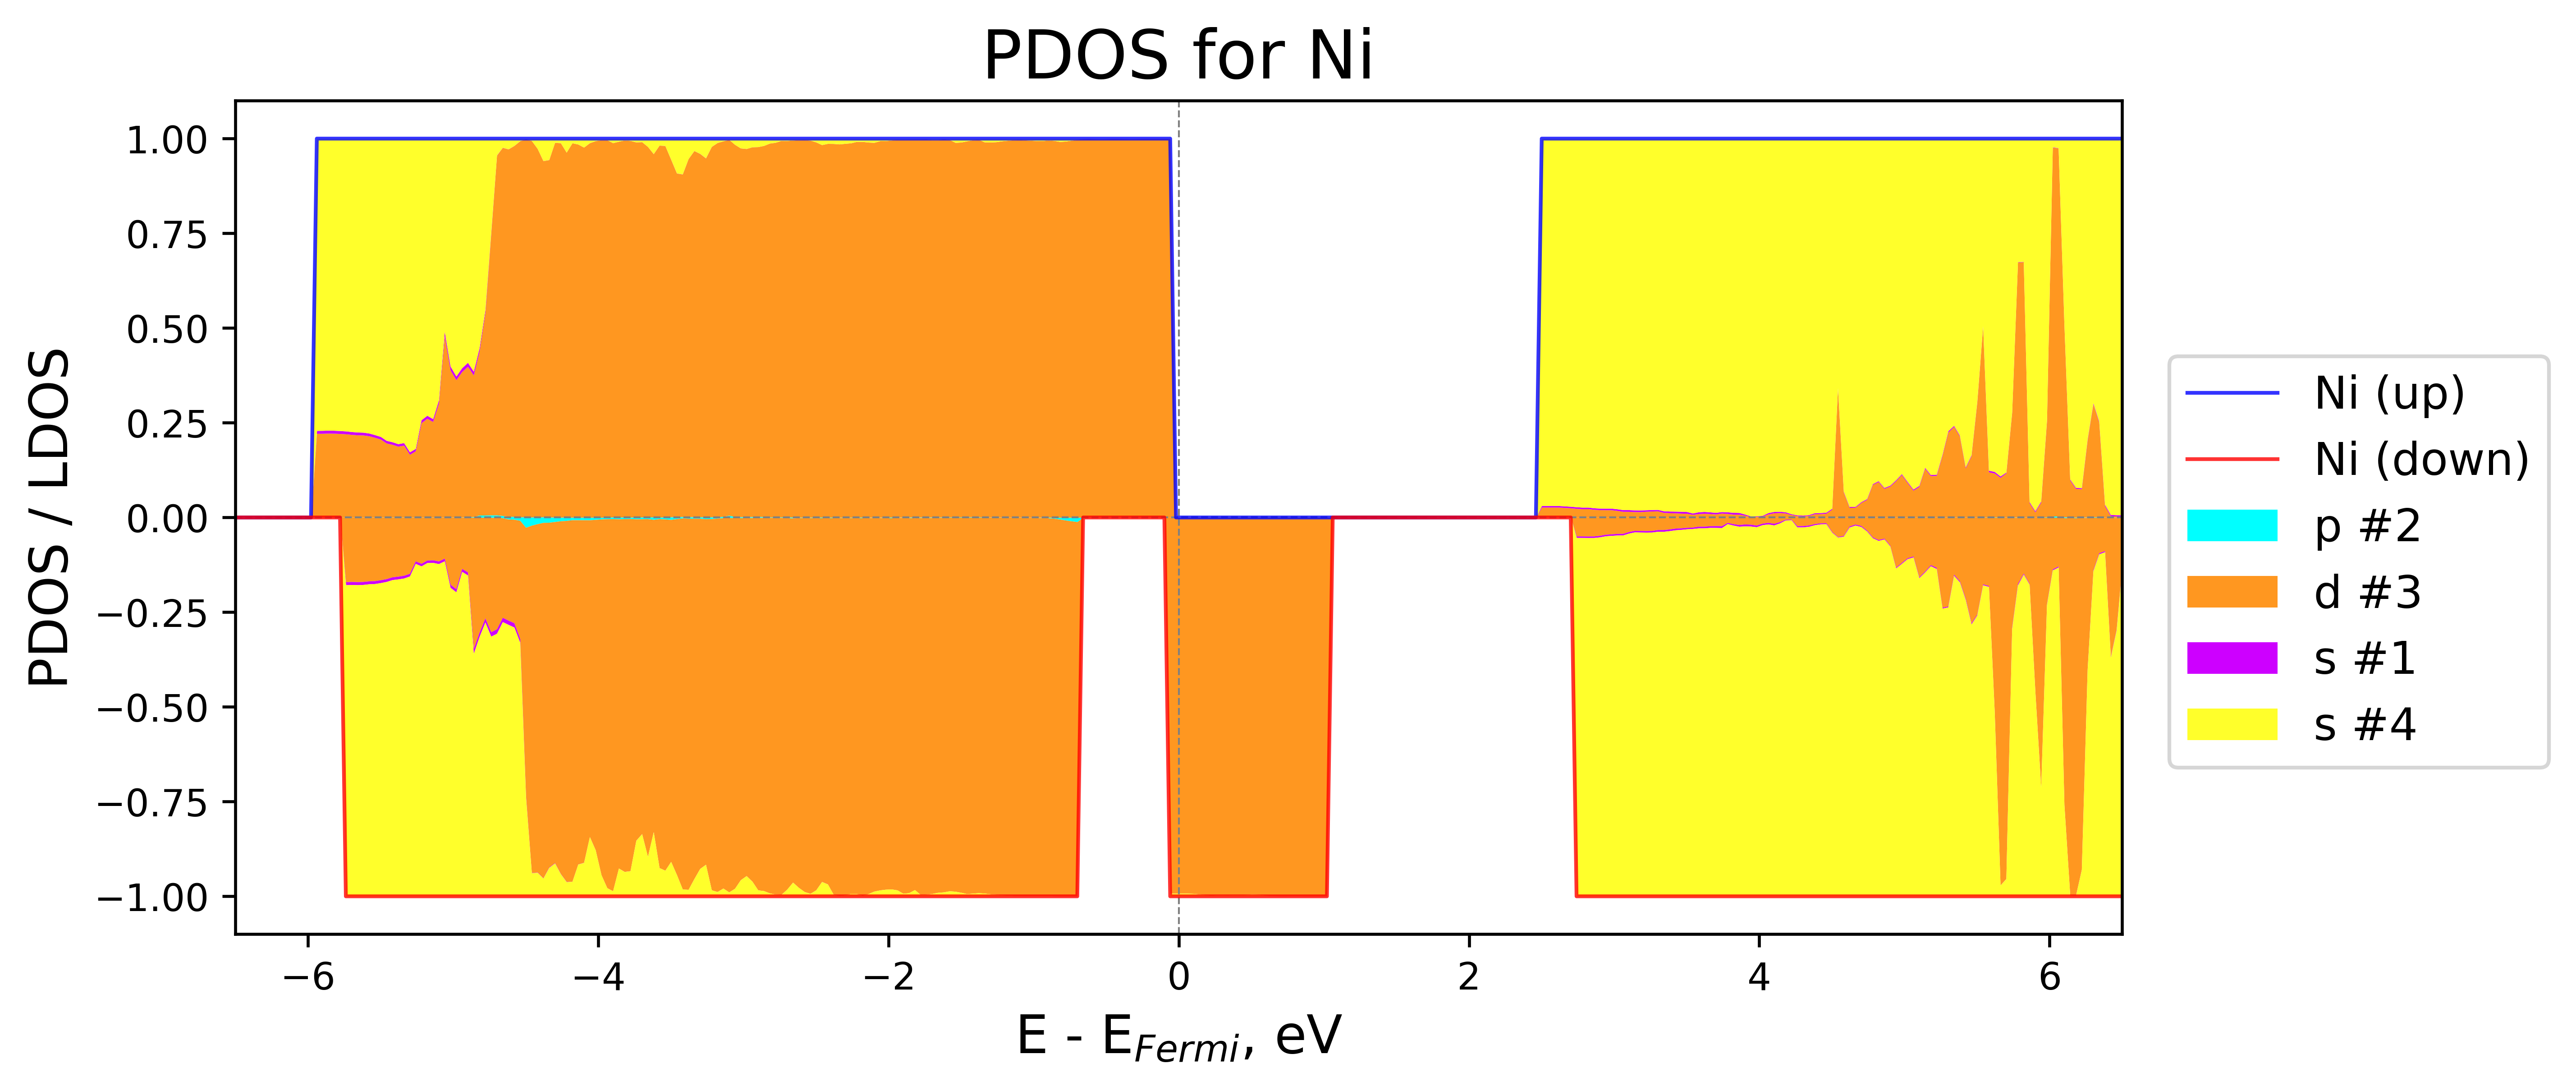 PDOS for Ni
PDOS / LDOS
1.00
0.75
0.50
0.25
0.00
−0.25
−0.50
−0.75
−1.00
−6
−4
−2
0
2
4
6
E - E_Fermi, eV
Ni (up)
Ni (down)
p #2
d #3
s #1
s #4